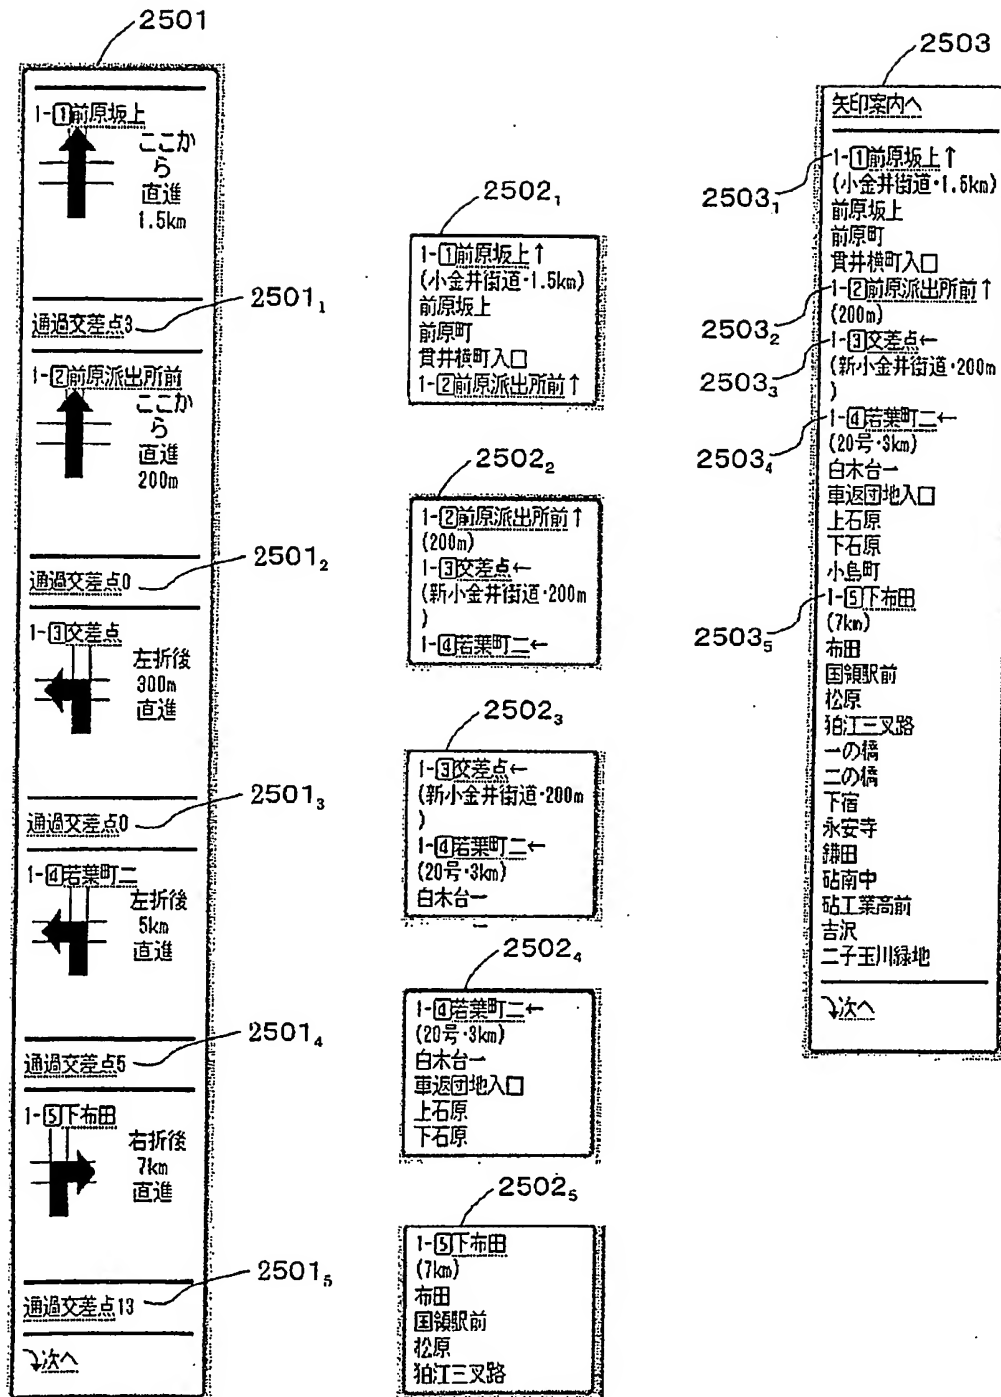 2501
1-①前原坂上
ここか
ら
直進
1.5km
2501₁
通過交差点3
1-②前原派出所前
ここか
ら
直進
200m
2501₂
通過交差点0
1-③交差点
左折後
300m
直進
2501₃
通過交差点0
1-④若葉町二
左折後
5km
直進
2501₄
通過交差点5
1-⑤下布田
右折後
7km
直進
2501₅
通過交差点13
次へ
2502₁
1-①前原坂上↑
(小金井街道・1.5km)
前原坂上
前原町
貫井横町入口
1-②前原派出所前↑
2502₂
1-②前原派出所前↑
(200m)
1-③交差点←
(新小金井街道・200m
)
1-④若葉町二←
2502₃
1-③交差点←
(新小金井街道・200m
)
1-④若葉町二←
(20号・3km)
白木台一
2502₄
1-④若葉町二←
(20号・3km)
白木台一
車返団地入口
上石原
下石原
2502₅
1-⑤下布田
(7km)
布田
国領駅前
松原
狛江三叉路
2503
矢印案内へ
2503₁
1-①前原坂上↑
(小金井街道・1.5km)
前原坂上
前原町
貫井横町入口
2503₂
1-②前原派出所前↑
(200m)
2503₃
1-③交差点←
(新小金井街道・200m
)
2503₄
1-④若葉町二←
(20号・3km)
白木台一
車返団地入口
上石原
下石原
小島町
2503₅
1-⑤下布田
(7km)
布田
国領駅前
松原
狛江三叉路
一の橋
二の橋
下宿
永安寺
鎌田
砧南中
砧工業高前
吉沢
二子玉川緑地
次へ